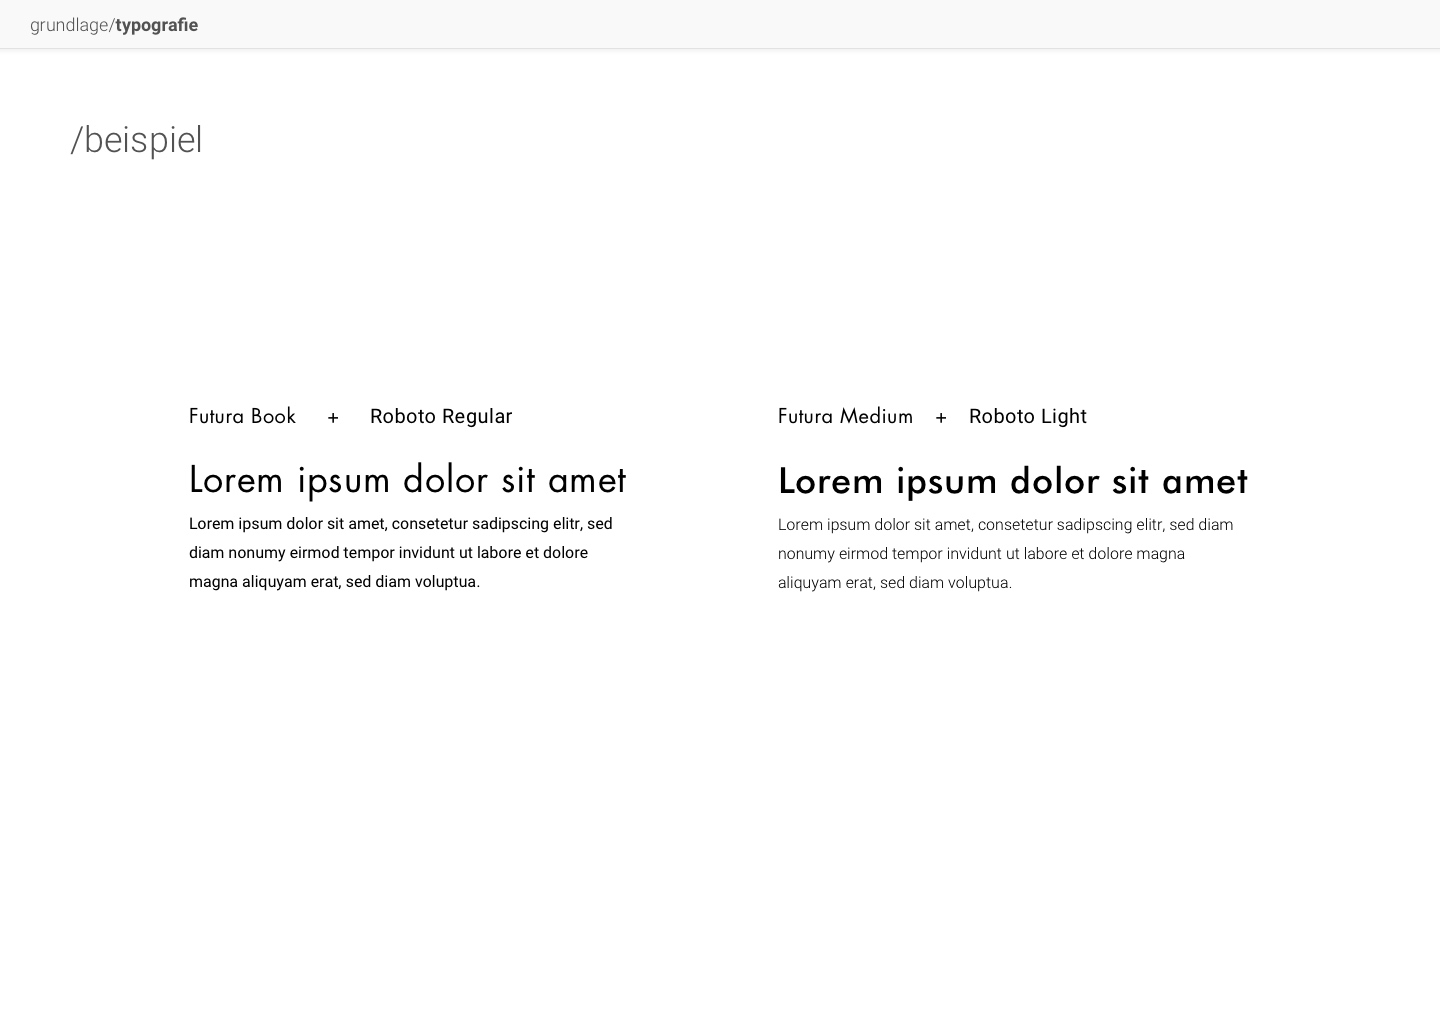 grundlage/typografie
/beispiel
Futura Book + Roboto Regular
Lorem ipsum dolor sit amet
Lorem ipsum dolor sit amet, consetetur sadipscing elitr, sed
diam nonumy eirmod tempor invidunt ut labore et dolore
magna aliquyam erat, sed diam voluptua.
Futura Medium + Roboto Light
Lorem ipsum dolor sit amet
Lorem ipsum dolor sit amet, consetetur sadipscing elitr, sed diam
nonumy eirmod tempor invidunt ut labore et dolore magna
aliquyam erat, sed diam voluptua.